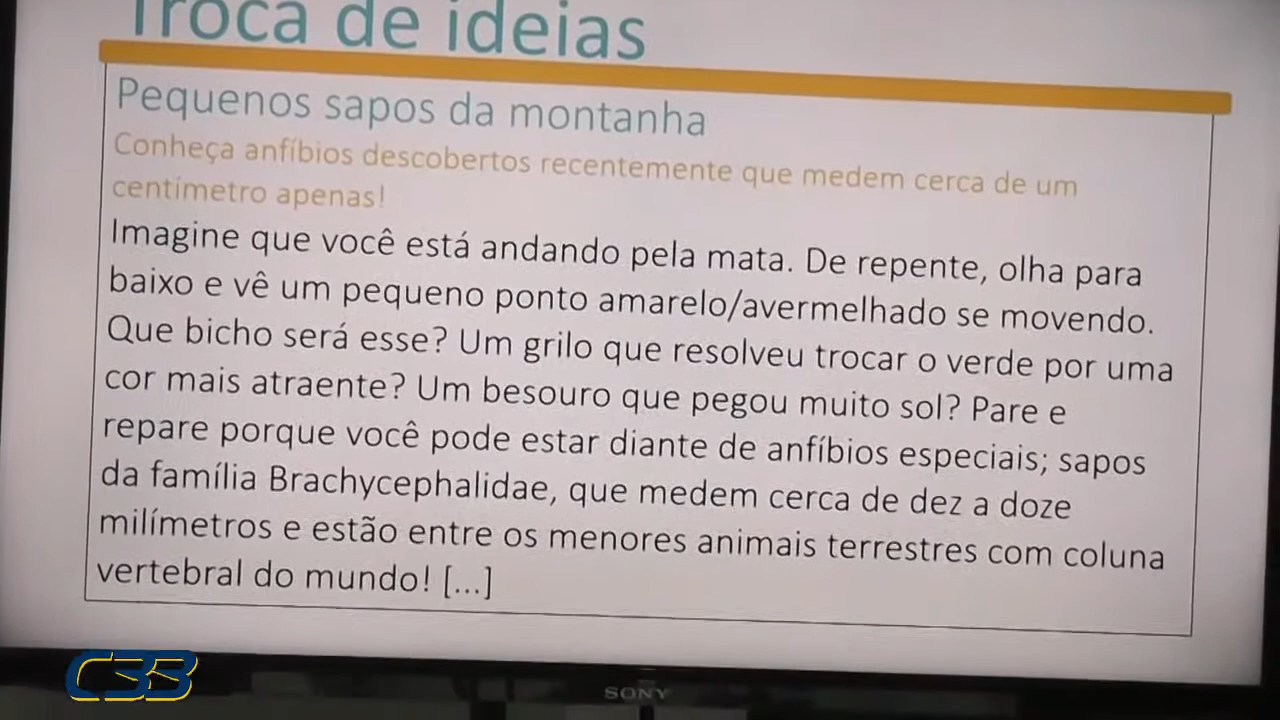 Troca de ideias
Pequenos sapos da montanha
Conheça anfíbios descobertos recentemente que medem cerca de um
centímetro apenas!
Imagine que você está andando pela mata. De repente, olha para
baixo e vê um pequeno ponto amarelo/avermelhado se movendo.
Que bicho será esse? Um grilo que resolveu trocar o verde por uma
cor mais atraente? Um besouro que pegou muito sol? Pare e
repare porque você pode estar diante de anfíbios especiais; sapos
da família Brachycephalidae, que medem cerca de dez a doze
milímetros e estão entre os menores animais terrestres com coluna
vertebral do mundo! [...]
C33
SONY